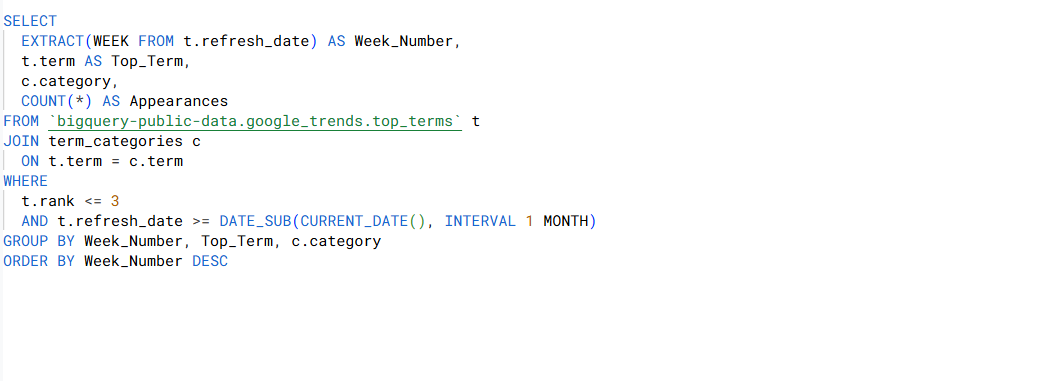 SELECT
EXTRACT(WEEK FROM t.refresh_date) AS Week_Number,
t.term AS Top_Term,
c.category,
COUNT(*) AS Appearances
FROM `bigquery-public-data.google_trends.top_terms` t
JOIN term_categories c
ON t.term = c.term
WHERE
t.rank <= 3
AND t.refresh_date >= DATE_SUB(CURRENT_DATE(), INTERVAL 1 MONTH)
GROUP BY Week_Number, Top_Term, c.category
ORDER BY Week_Number DESC